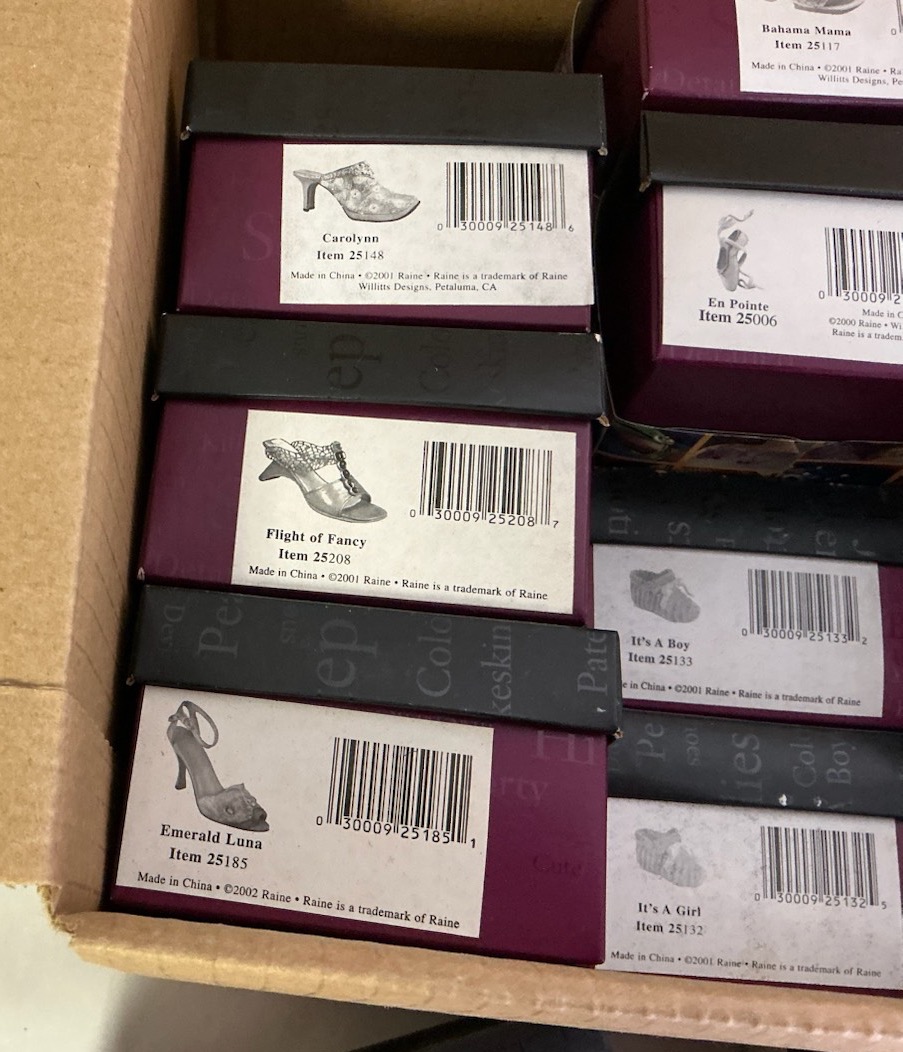 Bahama Mama
Item 25117
Made in China • ©2001 Raine •
Willitts Designs,
Carolynn
Item 25148
0 30009 25148 6
Made in China • ©2001 Raine • Raine is a trademark of Raine
Willitts Designs, Petaluma, CA
En Pointe
Item 25006
0 30009
Made in
©2000 Raine •
Raine is a
Flight of Fancy
Item 25208
0 30009 25208 7
Made in China • ©2001 Raine • Raine is a trademark of Raine
It's A Boy
Item 25133
0 30009 25133 2
in China • ©2001 Raine • Raine is a trademark of Raine
Emerald Luna
Item 25185
0 30009 25185 1
Made in China • ©2002 Raine • Raine is a trademark of Raine
It's A Girl
Item 25132
0 30009 25132 5
Made in China • ©2001 Raine • Raine is a trademark of Raine